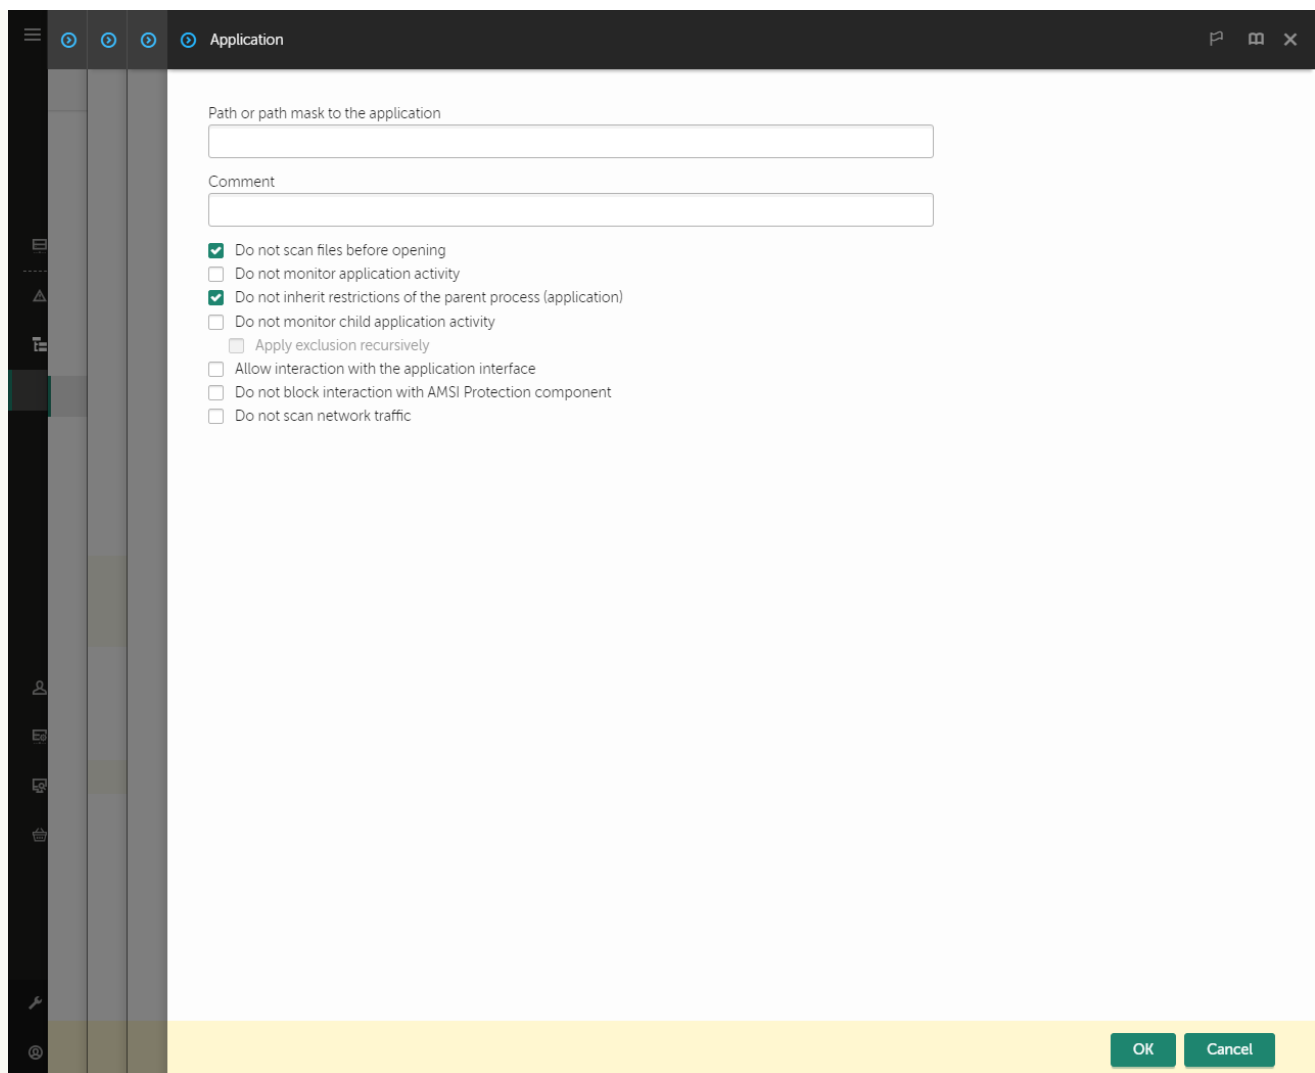 Application
Path or path mask to the application
Comment
Do not scan files before opening
Do not monitor application activity
Do not inherit restrictions of the parent process (application)
Do not monitor child application activity
Apply exclusion recursively
Allow interaction with the application interface
Do not block interaction with AMSI Protection component
Do not scan network traffic
OK Cancel